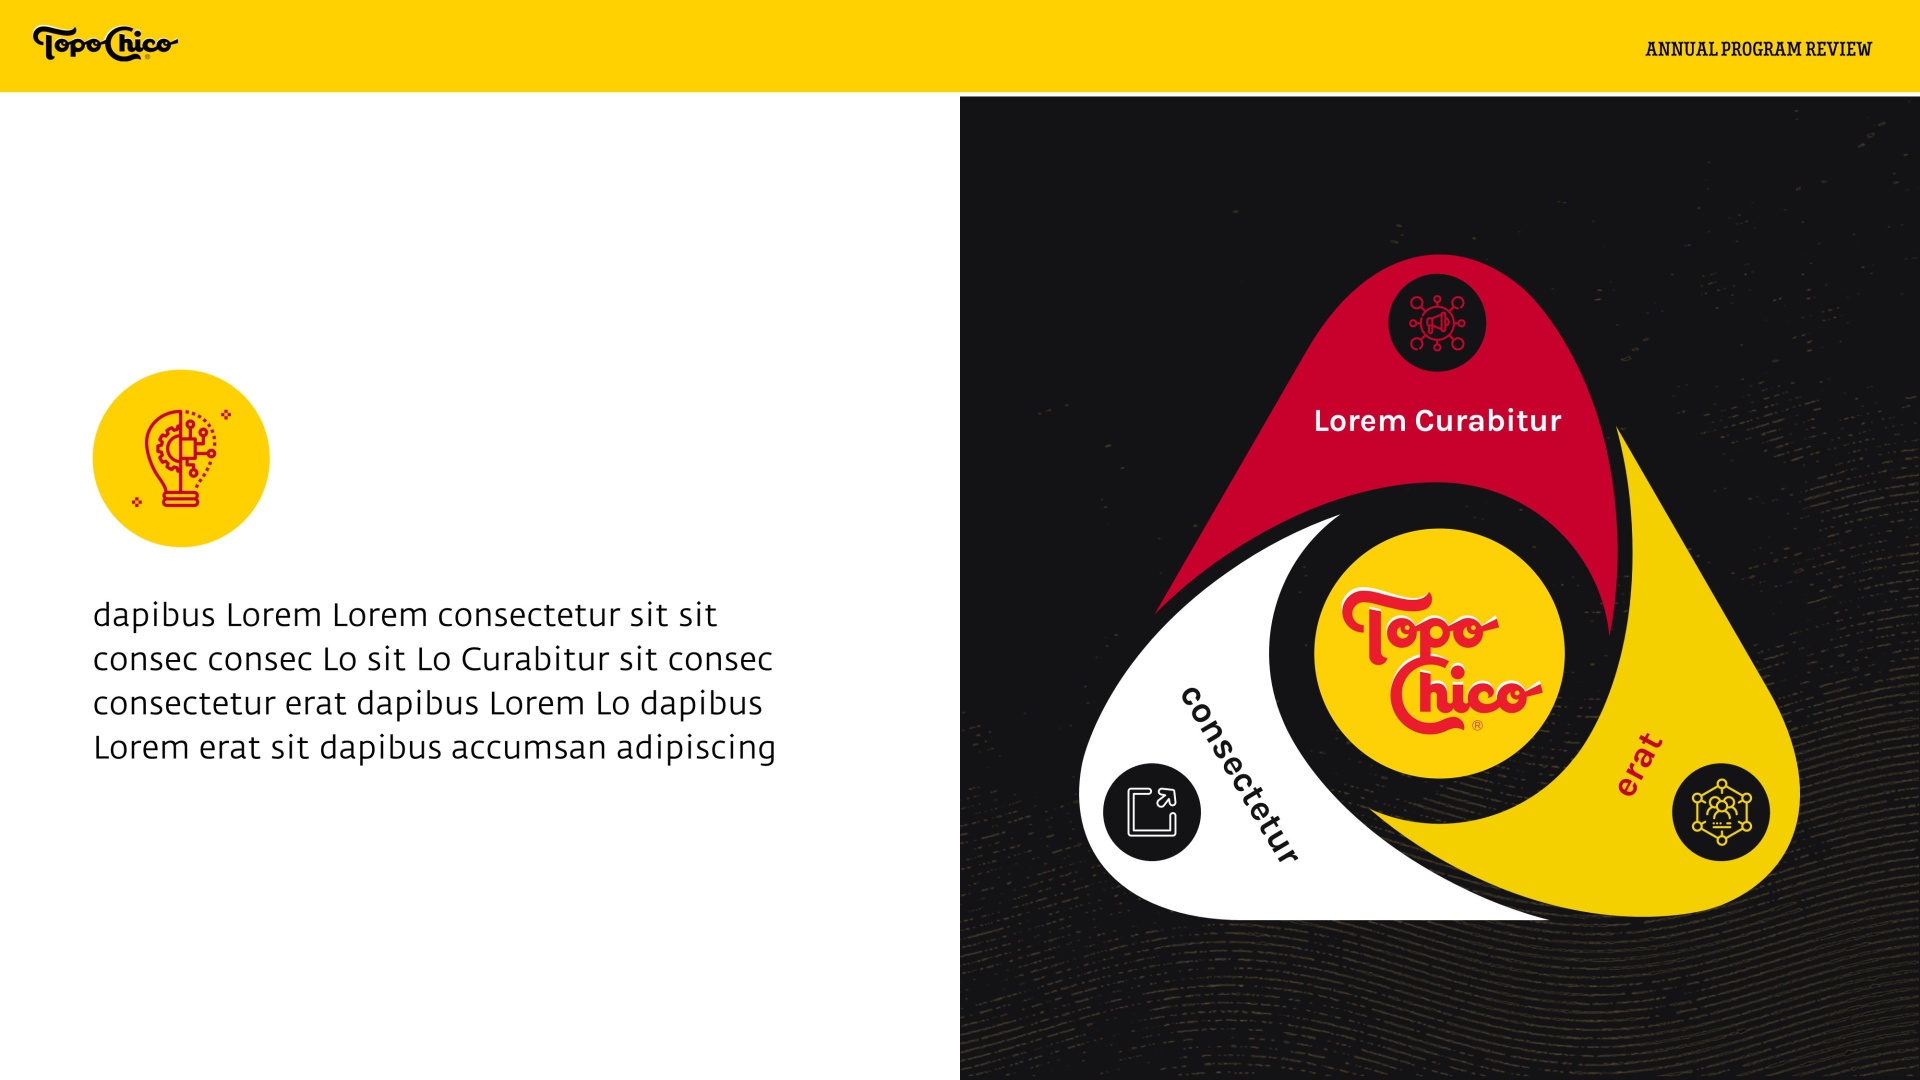 Topo Chico
ANNUAL PROGRAM REVIEW
dapibus Lorem Lorem consectetur sit sit
consec consec Lo sit Lo Curabitur sit consec
consectetur erat dapibus Lorem Lo dapibus
Lorem erat sit dapibus accumsan adipiscing
Lorem Curabitur
consectetur
erat
Topo
Chico
®